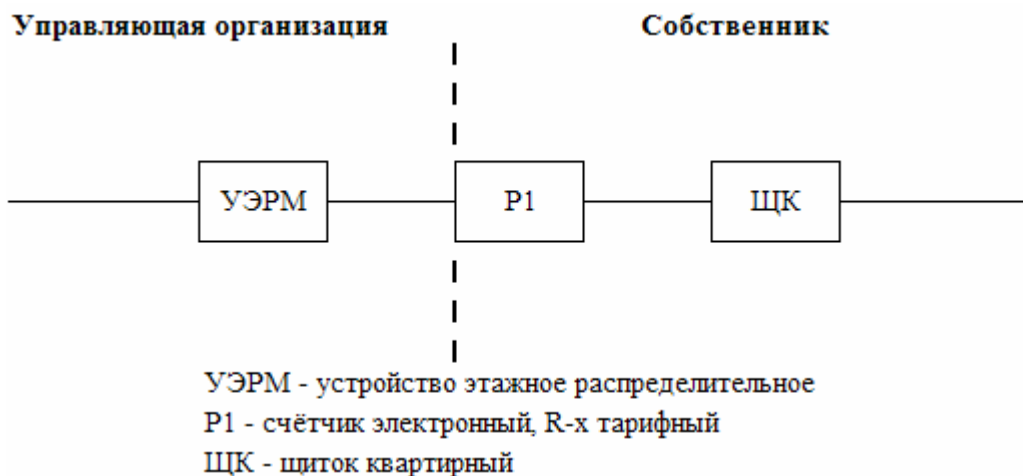 Управляющая организация Собственник
УЭРМ Р1 ЩК
УЭРМ - устройство этажное распределительное
Р1 - счётчик электронный, R-х тарифный
ЩК - щиток квартирный